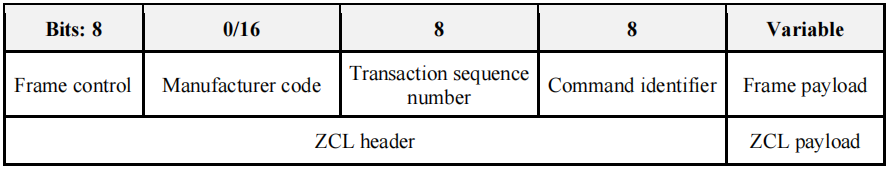 Bits: 8 0/16 8 8 Variable
Frame control Manufacturer code Transaction sequence number Command identifier Frame payload
ZCL header ZCL payload